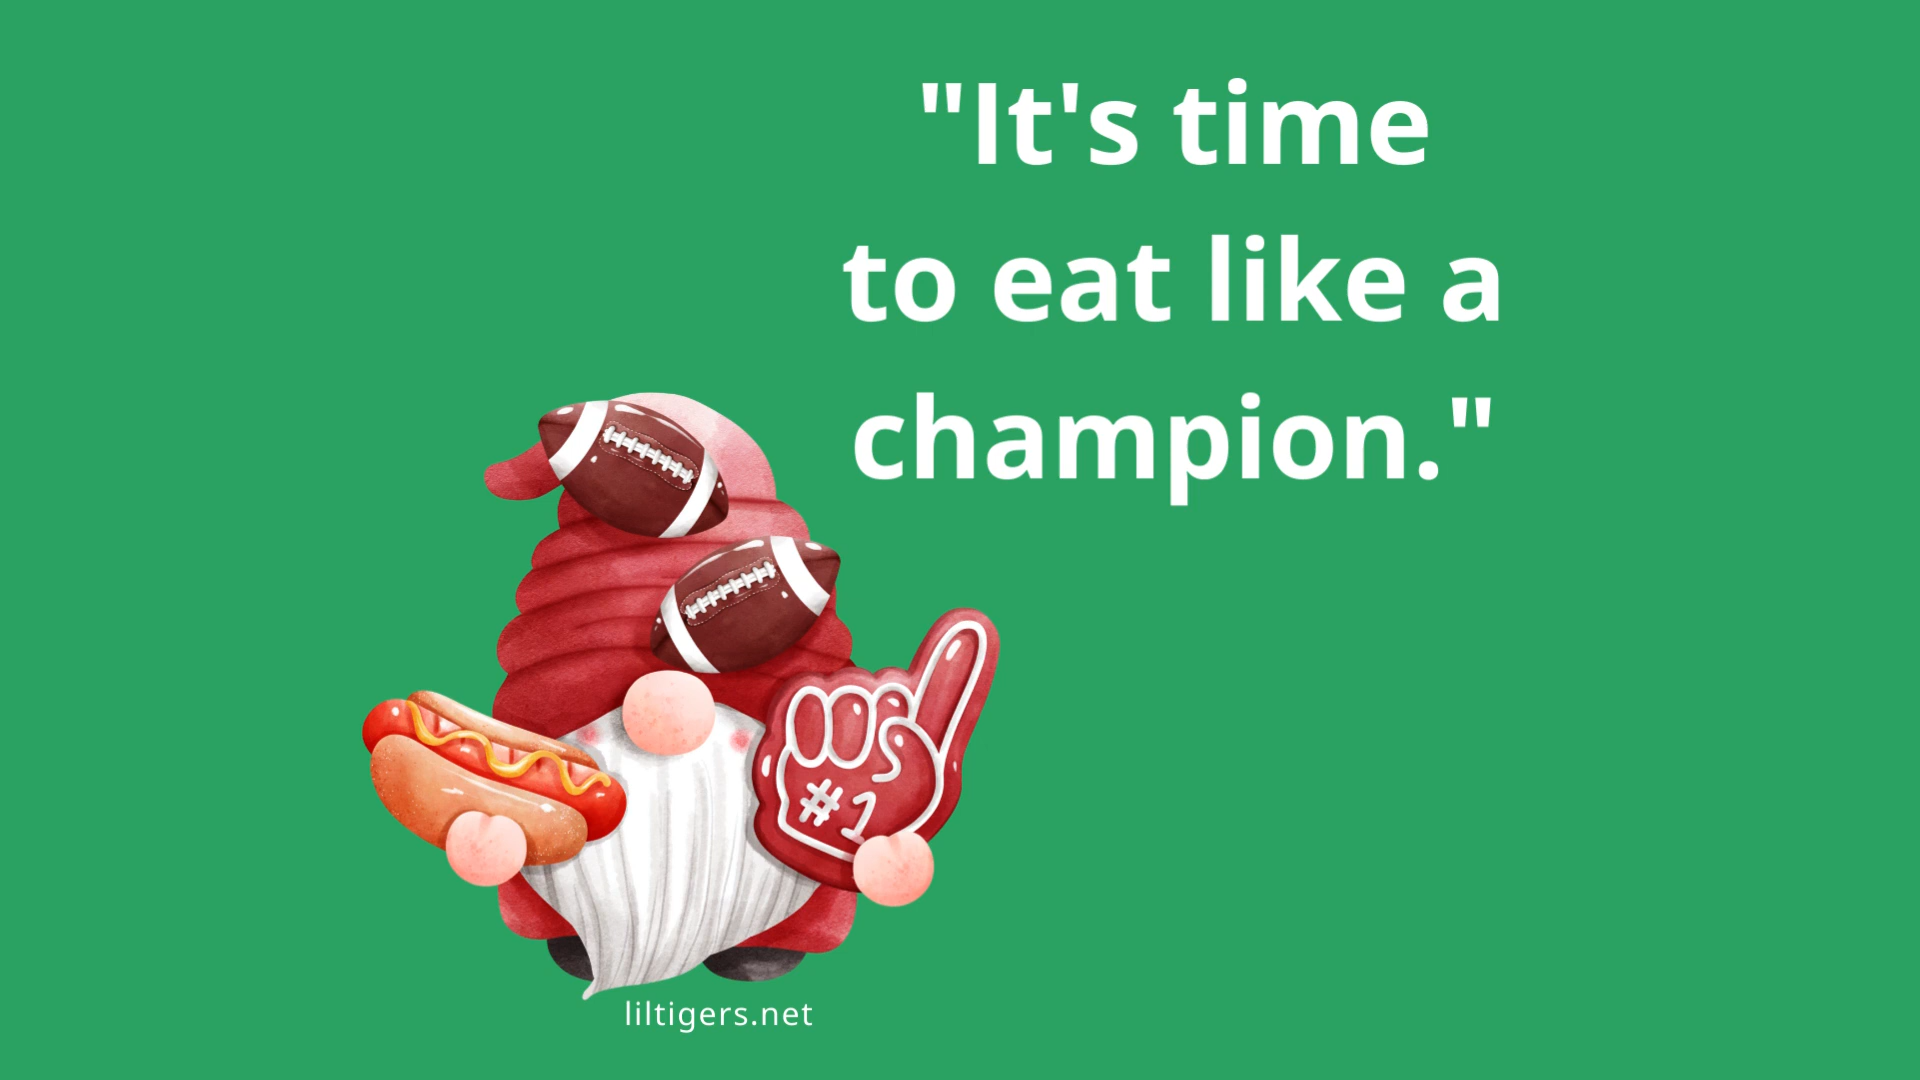 "It's time
to eat like a
champion."
#1
liltigers.net